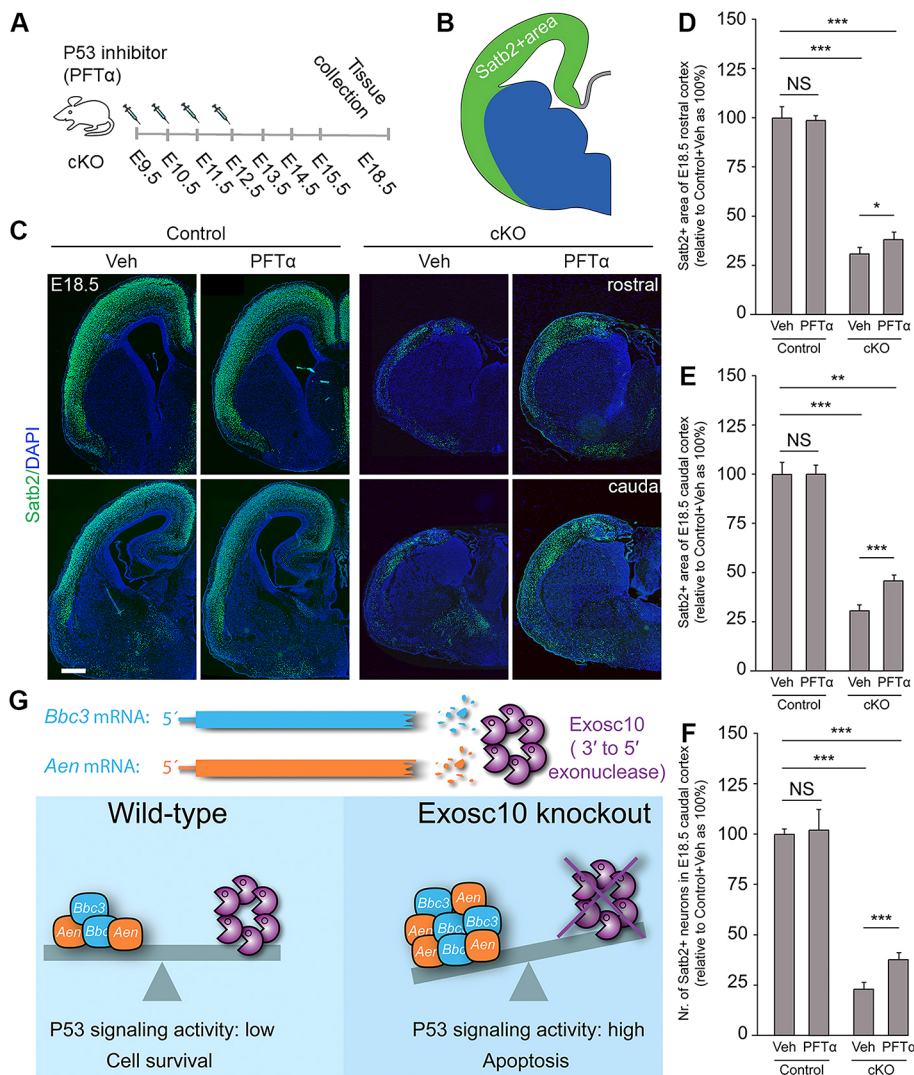 A
P53 inhibitor
(PFTα)
cKO
Tissue
collection
E9.5
E10.5
E11.5
E12.5
E13.5
E14.5
E15.5
E18.5
B
Satb2+area
C
Control
cKO
Veh
PFTα
Veh
PFTα
E18.5
rostral
caudal
Satb2/DAPI
D
Satb2+ area of E18.5 rostral cortex
(relative to Control+Veh as 100%)
150
100
50
25
0
***
***
NS
*
Veh PFTα Veh PFTα
Control cKO
E
Satb2+ area of E18.5 caudal cortex
(relative to Control+Veh as 100%)
150
100
50
25
0
**
***
NS
***
Veh PFTα Veh PFTα
Control cKO
F
Nr. of Satb2+ neurons in E18.5 caudal cortex
(relative to Control+Veh as 100%)
150
100
50
25
0
***
***
NS
***
Veh PFTα Veh PFTα
Control cKO
G
Bbc3 mRNA: 5´
Aen mRNA: 5´
Exosc10
( 3′ to 5′
exonuclease)
Wild-type
Bbc3
Aen Bbc Aen
P53 signaling activity: low
Cell survival
Exosc10 knockout
Bbc3 Aen
Aen Bbc3 Bbc3
Aen Bbc Aen
P53 signaling activity: high
Apoptosis